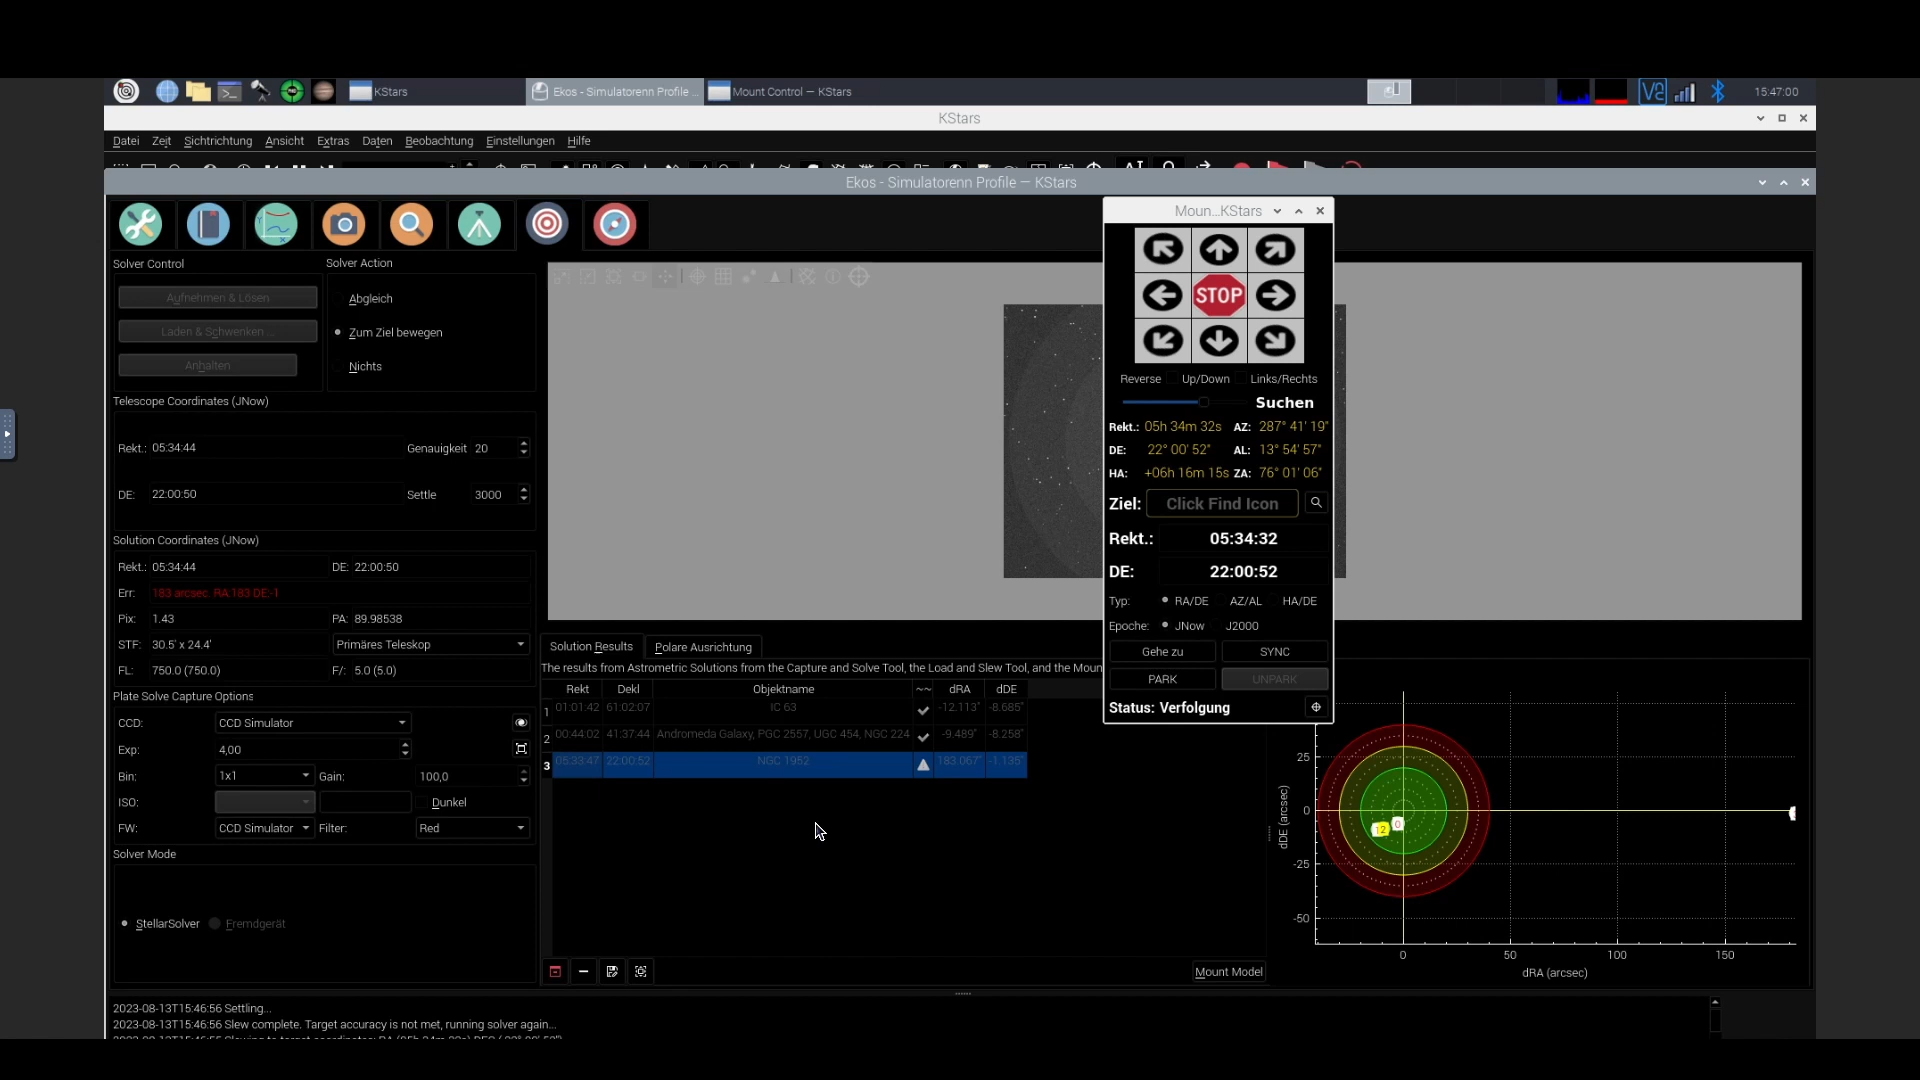 KStars
Ekos - Simulatorenn Profile ...
Mount Control — KStars
15:47:00
KStars
Datei Zeit Sichtrichtung Ansicht Extras Daten Beobachtung Einstellungen Hilfe
Ekos - Simulatorenn Profile — KStars
Solver Control
Solver Action
Aufnehmen & Lösen
Abgleich
Laden & Schwenken ...
Zum Ziel bewegen
Anhalten
Nichts
Telescope Coordinates (JNow)
Rekt.: 05:34:44
Genauigkeit 20
DE: 22:00:50
Settle 3000
Solution Coordinates (JNow)
Rekt.: 05:34:44
DE: 22:00:50
Err: 183 arcsec. RA:183 DE:-1
Pix: 1.43
PA: 89.98538
STF: 30.5' x 24.4'
Primäres Teleskop
FL: 750.0 (750.0)
F/: 5.0 (5.0)
Plate Solve Capture Options
CCD: CCD Simulator
Exp: 4,00
Bin: 1x1
Gain: 100,0
ISO:
Dunkel
FW: CCD Simulator
Filter: Red
Solver Mode
StellarSolver
Fremdgerät
Moun...KStars
STOP
Reverse Up/Down Links/Rechts
Suchen
Rekt.: 05h 34m 32s AZ: 287° 41' 19"
DE: 22° 00' 52" AL: 13° 54' 57"
HA: +06h 16m 15s ZA: 76° 01' 06"
Ziel: Click Find Icon
Rekt.: 05:34:32
DE: 22:00:52
Typ: RA/DE AZ/AL HA/DE
Epoche: JNow J2000
Gehe zu SYNC
PARK UNPARK
Status: Verfolgung
Solution Results Polare Ausrichtung
The results from Astrometric Solutions from the Capture and Solve Tool, the Load and Slew Tool, and the Moun
Rekt Dekl Objektname ~~ dRA dDE
1 01:01:42 61:02:07 IC 63 -12.113" -8.685"
2 00:44:02 41:37:44 Andromeda Galaxy, PGC 2557, UGC 454, NGC 224 -9.489" -8.258"
3 05:33:47 22:00:52 NGC 1952 183.067" -1.135"
Mount Model
25
0
-25
-50
dDE (arcsec)
1 2 0
0 50 100 150
dRA (arcsec)
2023-08-13T15:46:56 Settling...
2023-08-13T15:46:56 Slew complete. Target accuracy is not met, running solver again...